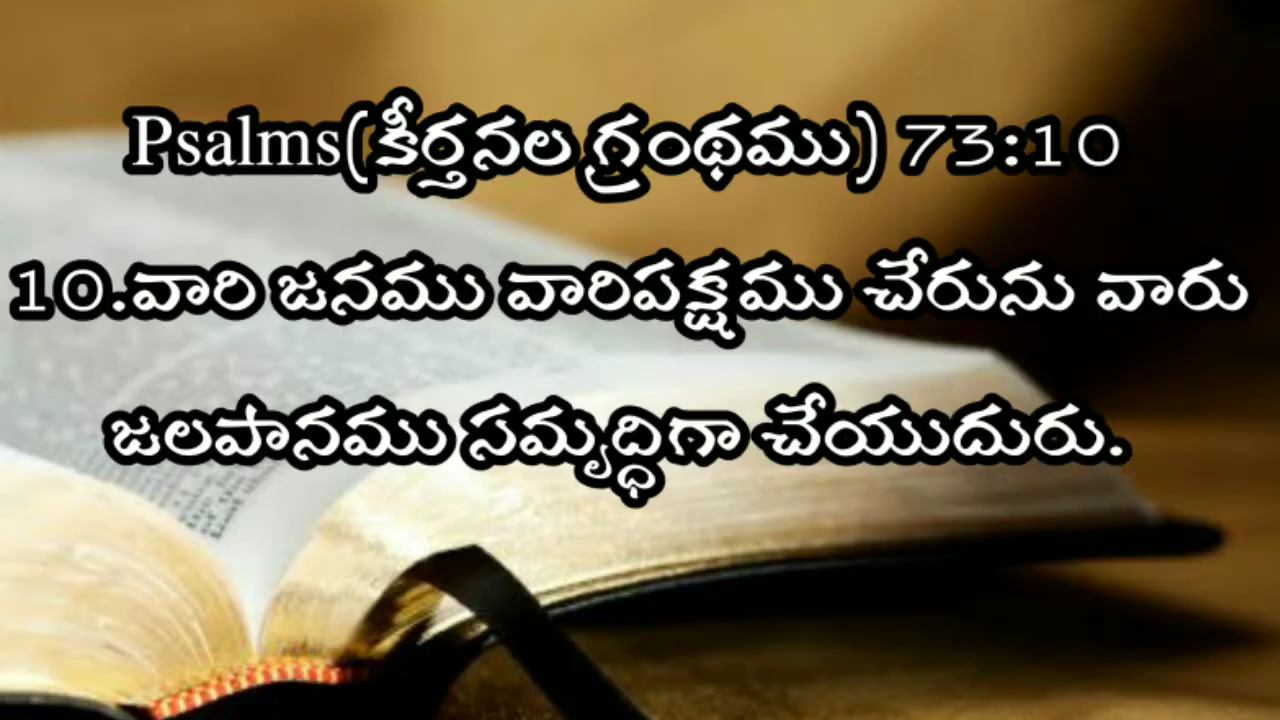 Psalms(కీర్తనల గ్రంథము) 73:10
10.వారి జనము వారిపక్షము చేరును వారు
జలపానము సమృద్ధిగా చేయుదురు.